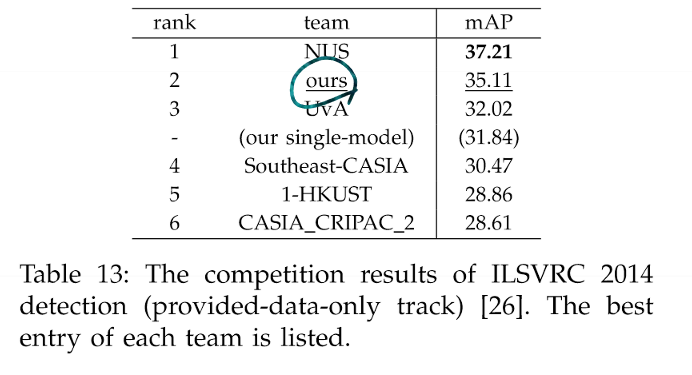 rank team mAP
1 NUS 37.21
2 ours 35.11
3 UvA 32.02
- (our single-model) (31.84)
4 Southeast-CASIA 30.47
5 1-HKUST 28.86
6 CASIA_CRIPAC_2 28.61
Table 13: The competition results of ILSVRC 2014
detection (provided-data-only track) [26]. The best
entry of each team is listed.